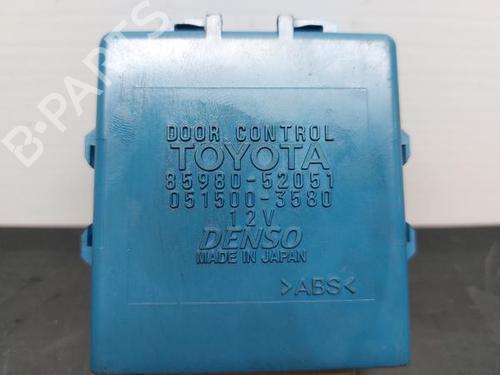 DOOR CONTROL
TOYOTA
85980-52051
051500-3580
12V
DENSO
MADE IN JAPAN
>ABS<
B-PARTS